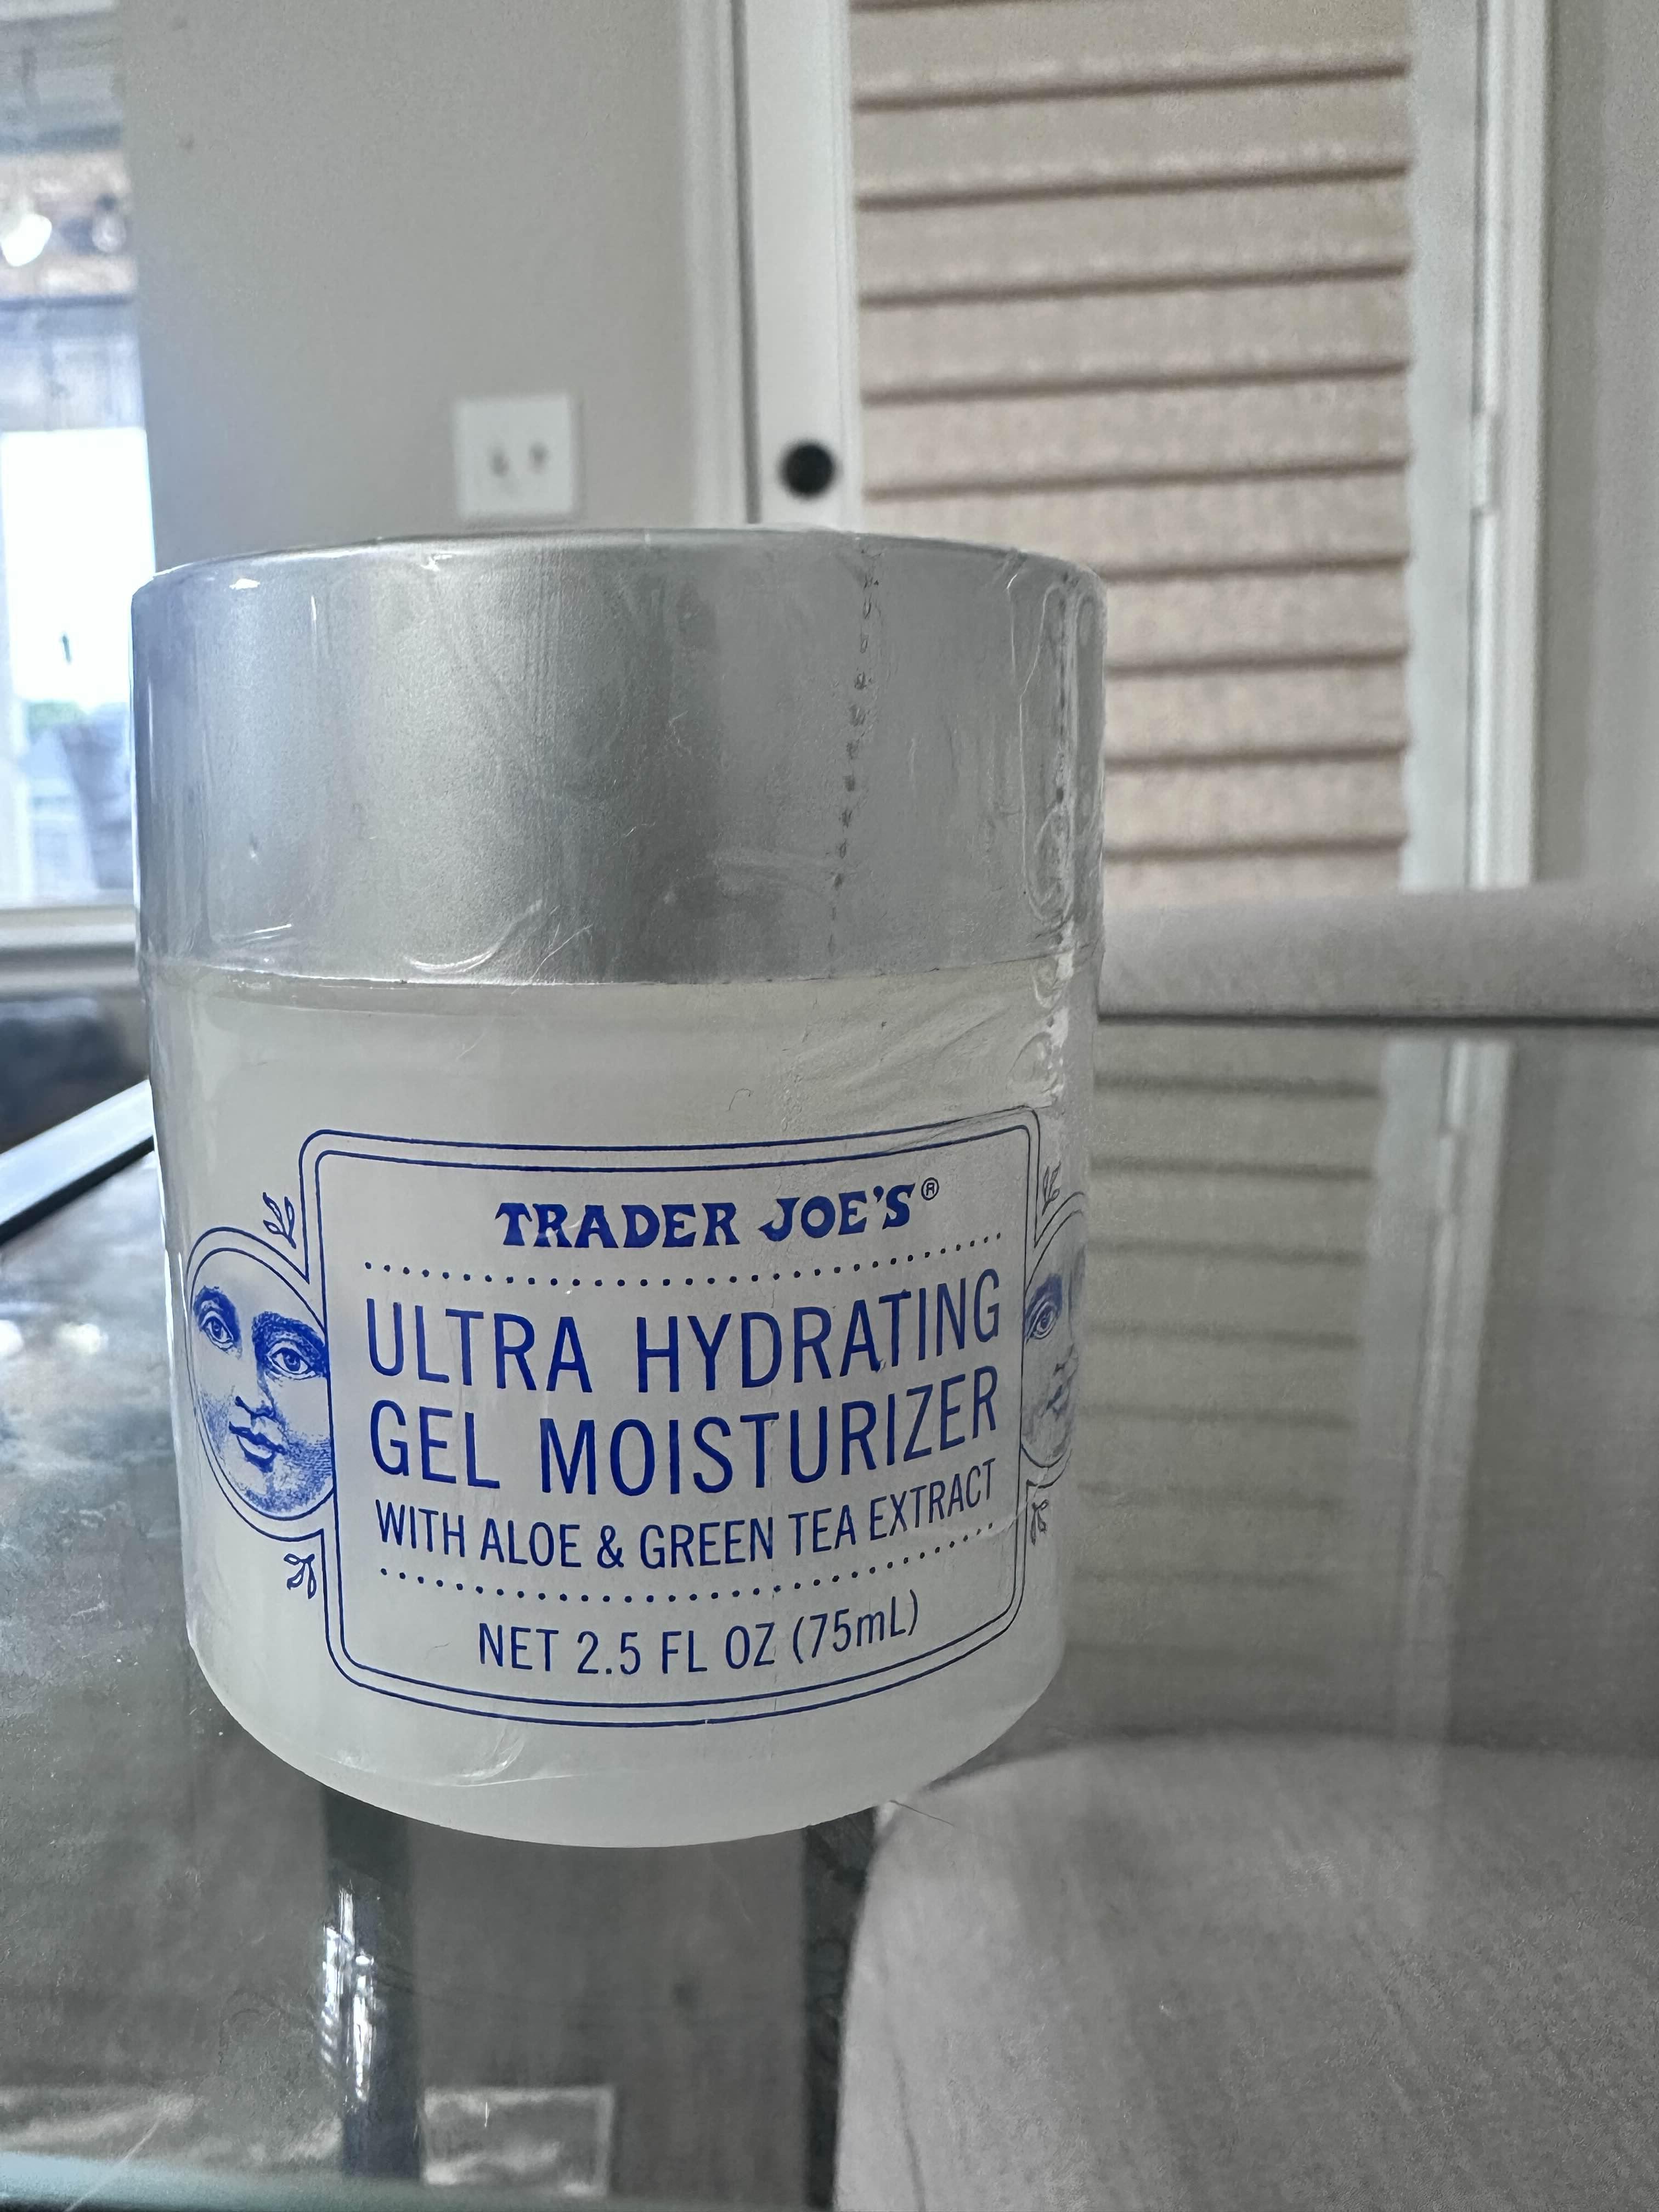 TRADER JOE'S®
ULTRA HYDRATING
GEL MOISTURIZER
WITH ALOE & GREEN TEA EXTRACT
NET 2.5 FL OZ (75mL)